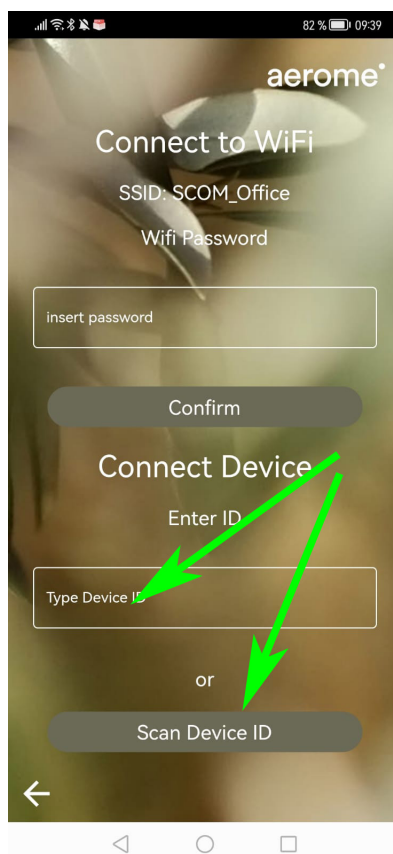 82 % 09:39
aerome
Connect to WiFi
SSID: SCOM_Office
Wifi Password
insert password
Confirm
Connect Device
Enter ID
Type Device ID
or
Scan Device ID